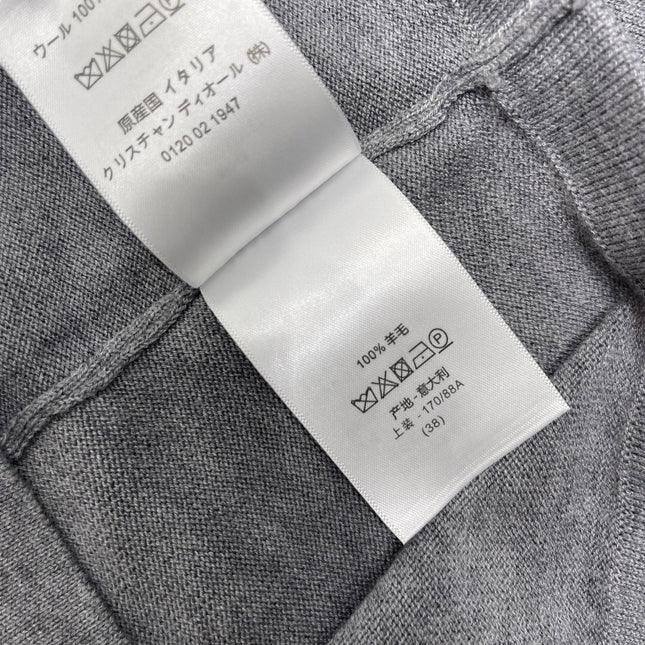 ウール 100%
原産国 イタリア
クリスチャン ディオール ㈱
0120 02 1947
100% 羊毛
P
产地 - 意大利
上装 - 170/88A
(38)